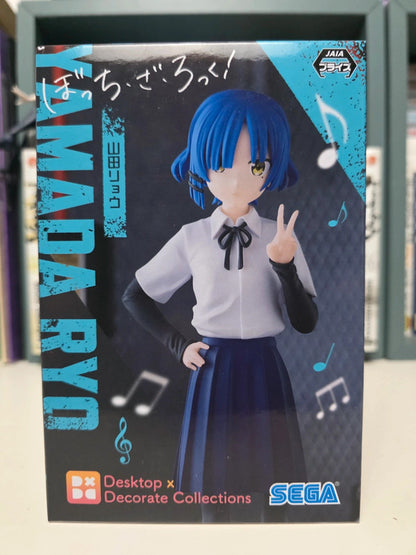 ぼっち・ざ・ろっく!
JAIA
プライズ
YAMADA RYO
山田リョウ
Desktop ×
Decorate Collections
SEGA